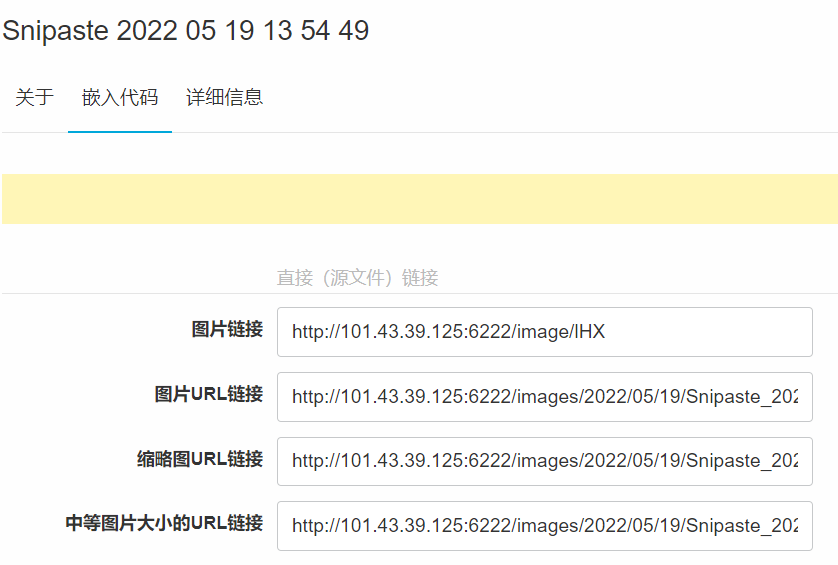 Snipaste 2022 05 19 13 54 49
关于 嵌入代码 详细信息
直接（源文件）链接
图片链接 http://101.43.39.125:6222/image/IHX
图片URL链接 http://101.43.39.125:6222/images/2022/05/19/Snipaste_202
缩略图URL链接 http://101.43.39.125:6222/images/2022/05/19/Snipaste_202
中等图片大小的URL链接 http://101.43.39.125:6222/images/2022/05/19/Snipaste_202